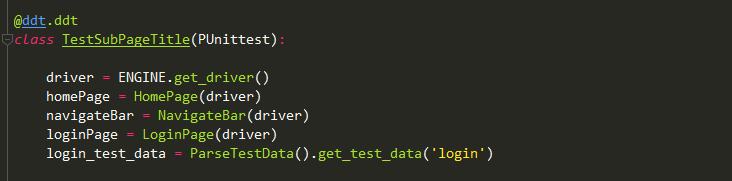 @ddt.ddt
class TestSubPageTitle(PUnittest):
driver = ENGINE.get_driver()
homePage = HomePage(driver)
navigateBar = NavigateBar(driver)
loginPage = LoginPage(driver)
login_test_data = ParseTestData().get_test_data('login')